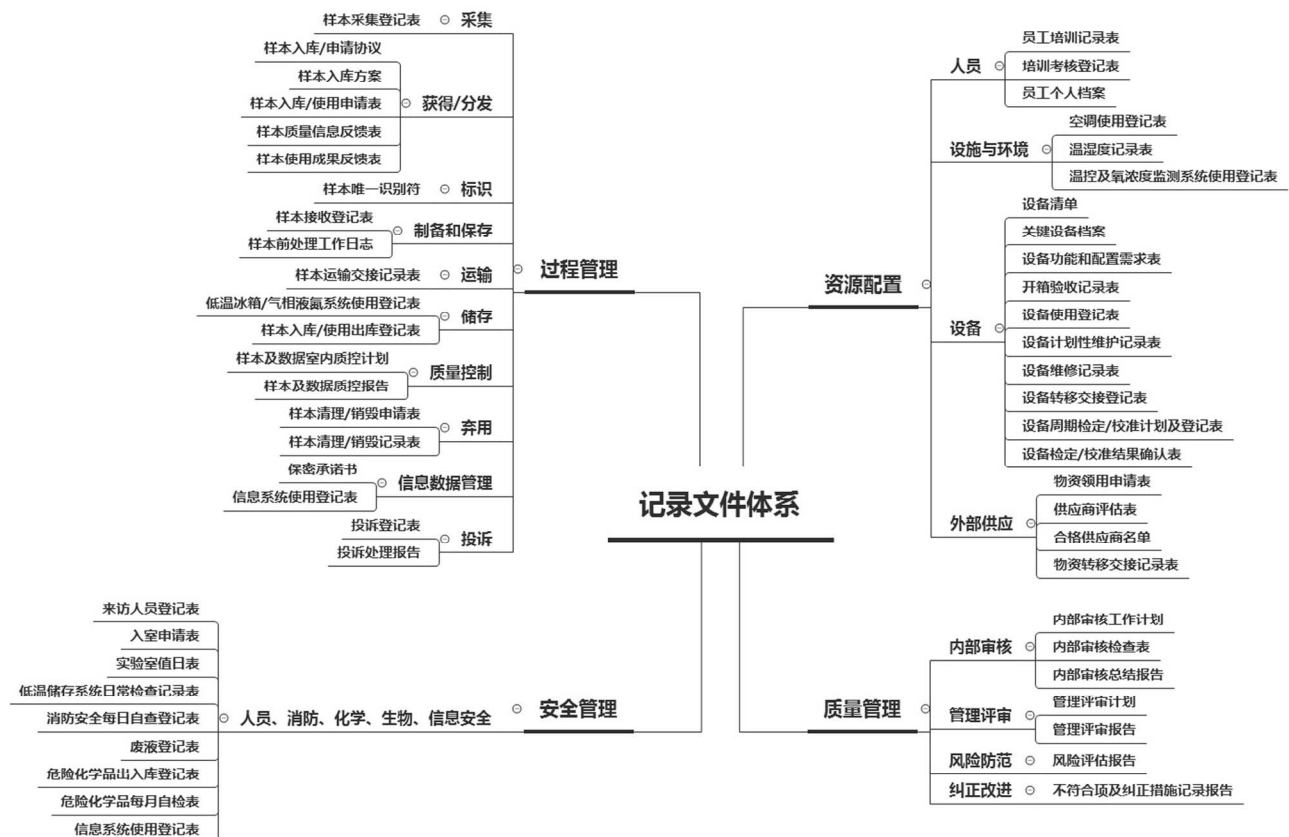 记录文件体系
过程管理
采集
样本采集登记表
获得/分发
样本入库/申请协议
样本入库方案
样本入库/使用申请表
样本质量信息反馈表
样本使用成果反馈表
标识
样本唯一识别符
制备和保存
样本接收登记表
样本前处理工作日志
运输
样本运输交接记录表
储存
低温冰箱/气相液氮系统使用登记表
样本入库/使用出库登记表
质量控制
样本及数据室内质控计划
样本及数据质控报告
弃用
样本清理/销毁申请表
样本清理/销毁记录表
信息数据管理
保密承诺书
信息系统使用登记表
投诉
投诉登记表
投诉处理报告
安全管理
人员、消防、化学、生物、信息安全
来访人员登记表
入室申请表
实验室值日表
低温储存系统日常检查记录表
消防安全每日自查登记表
废液登记表
危险化学品出入库登记表
危险化学品每月自检表
信息系统使用登记表
资源配置
人员
员工培训记录表
培训考核登记表
员工个人档案
设施与环境
空调使用登记表
温湿度记录表
温控及氧浓度监测系统使用登记表
设备
设备清单
关键设备档案
设备功能和配置需求表
开箱验收记录表
设备使用登记表
设备计划性维护记录表
设备维修记录表
设备转移交接登记表
设备周期检定/校准计划及登记表
设备检定/校准结果确认表
外部供应
物资领用申请表
供应商评估表
合格供应商名单
物资转移交接记录表
质量管理
内部审核
内部审核工作计划
内部审核检查表
内部审核总结报告
管理评审
管理评审计划
管理评审报告
风险防范
风险评估报告
纠正改进
不符合项及纠正措施记录报告